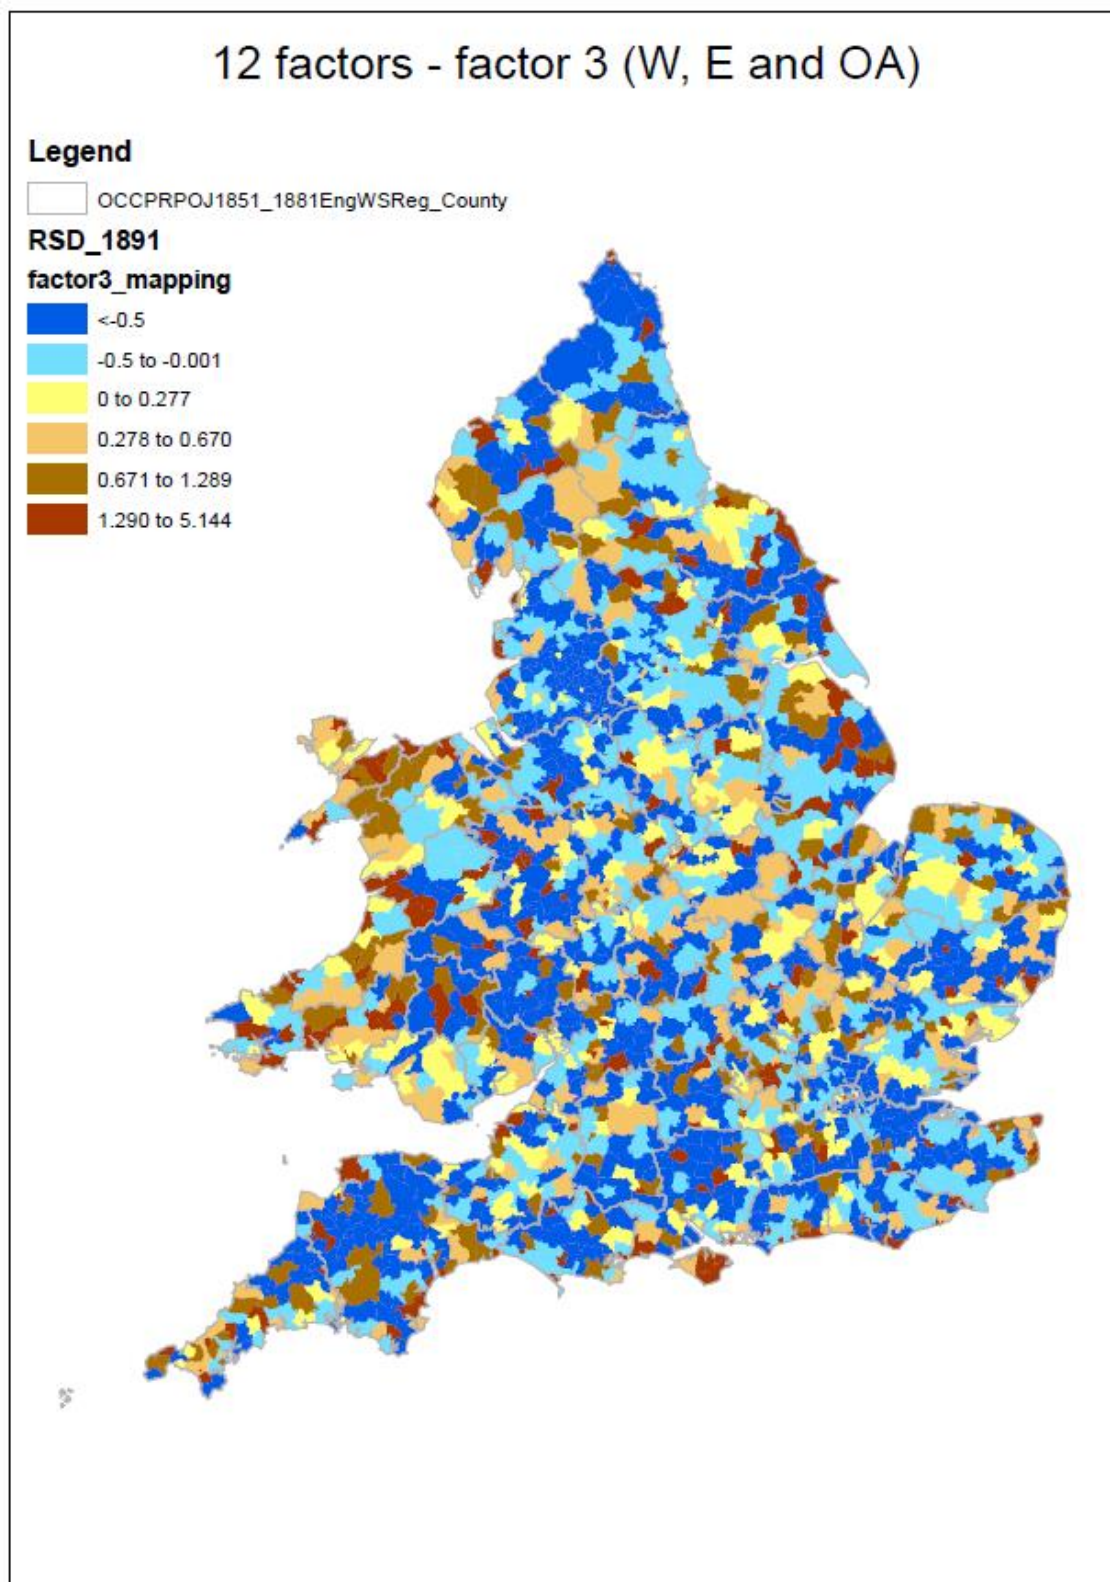 12 factors - factor 3 (W, E and OA)
Legend
OCCPRPOJ1851_1881EngWSReg_County
RSD_1891
factor3_mapping
<-0.5
-0.5 to -0.001
0 to 0.277
0.278 to 0.670
0.671 to 1.289
1.290 to 5.144